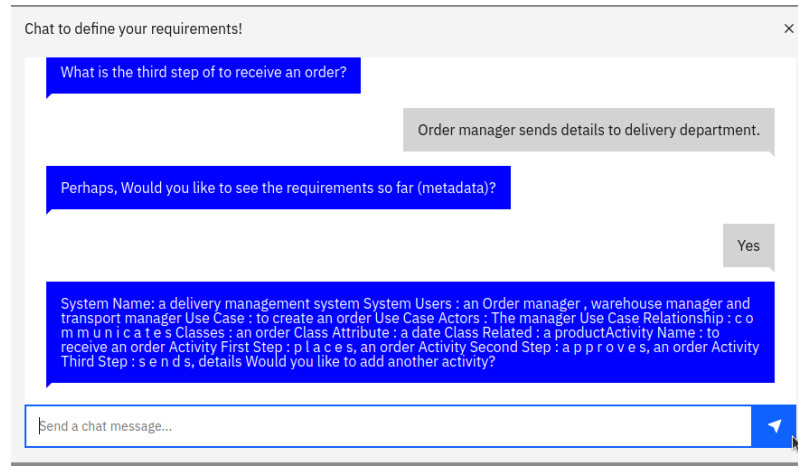 Chat to define your requirements!
What is the third step of to receive an order?
Order manager sends details to delivery department.
Perhaps, Would you like to see the requirements so far (metadata)?
Yes
System Name: a delivery management system System Users : an Order manager , warehouse manager and
transport manager Use Case : to create an order Use Case Actors : The manager Use Case Relationship : c o
m m u n i c a t e s Classes : an order Class Attribute : a date Class Related : a productActivity Name : to
receive an order Activity First Step : p l a c e s, an order Activity Second Step : a p p r o v e s, an order Activity
Third Step : s e n d s, details Would you like to add another activity?
Send a chat message...